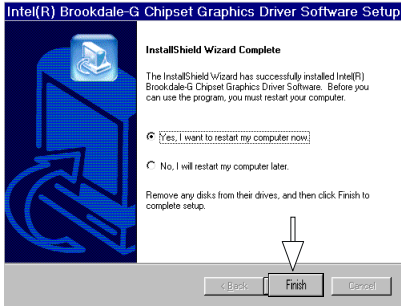 Intel(R) Brookdale-G Chipset Graphics Driver Software Setup
InstallShield Wizard Complete
The InstallShield Wizard has successfully installed Intel(R)
Brookdale-G Chipset Graphics Driver Software.  Before you
can use the program, you must restart your computer.
Yes, I want to restart my computer now.
No, I will restart my computer later.
Remove any disks from their drives, and then click Finish to
complete setup.
< Back Finish Cancel